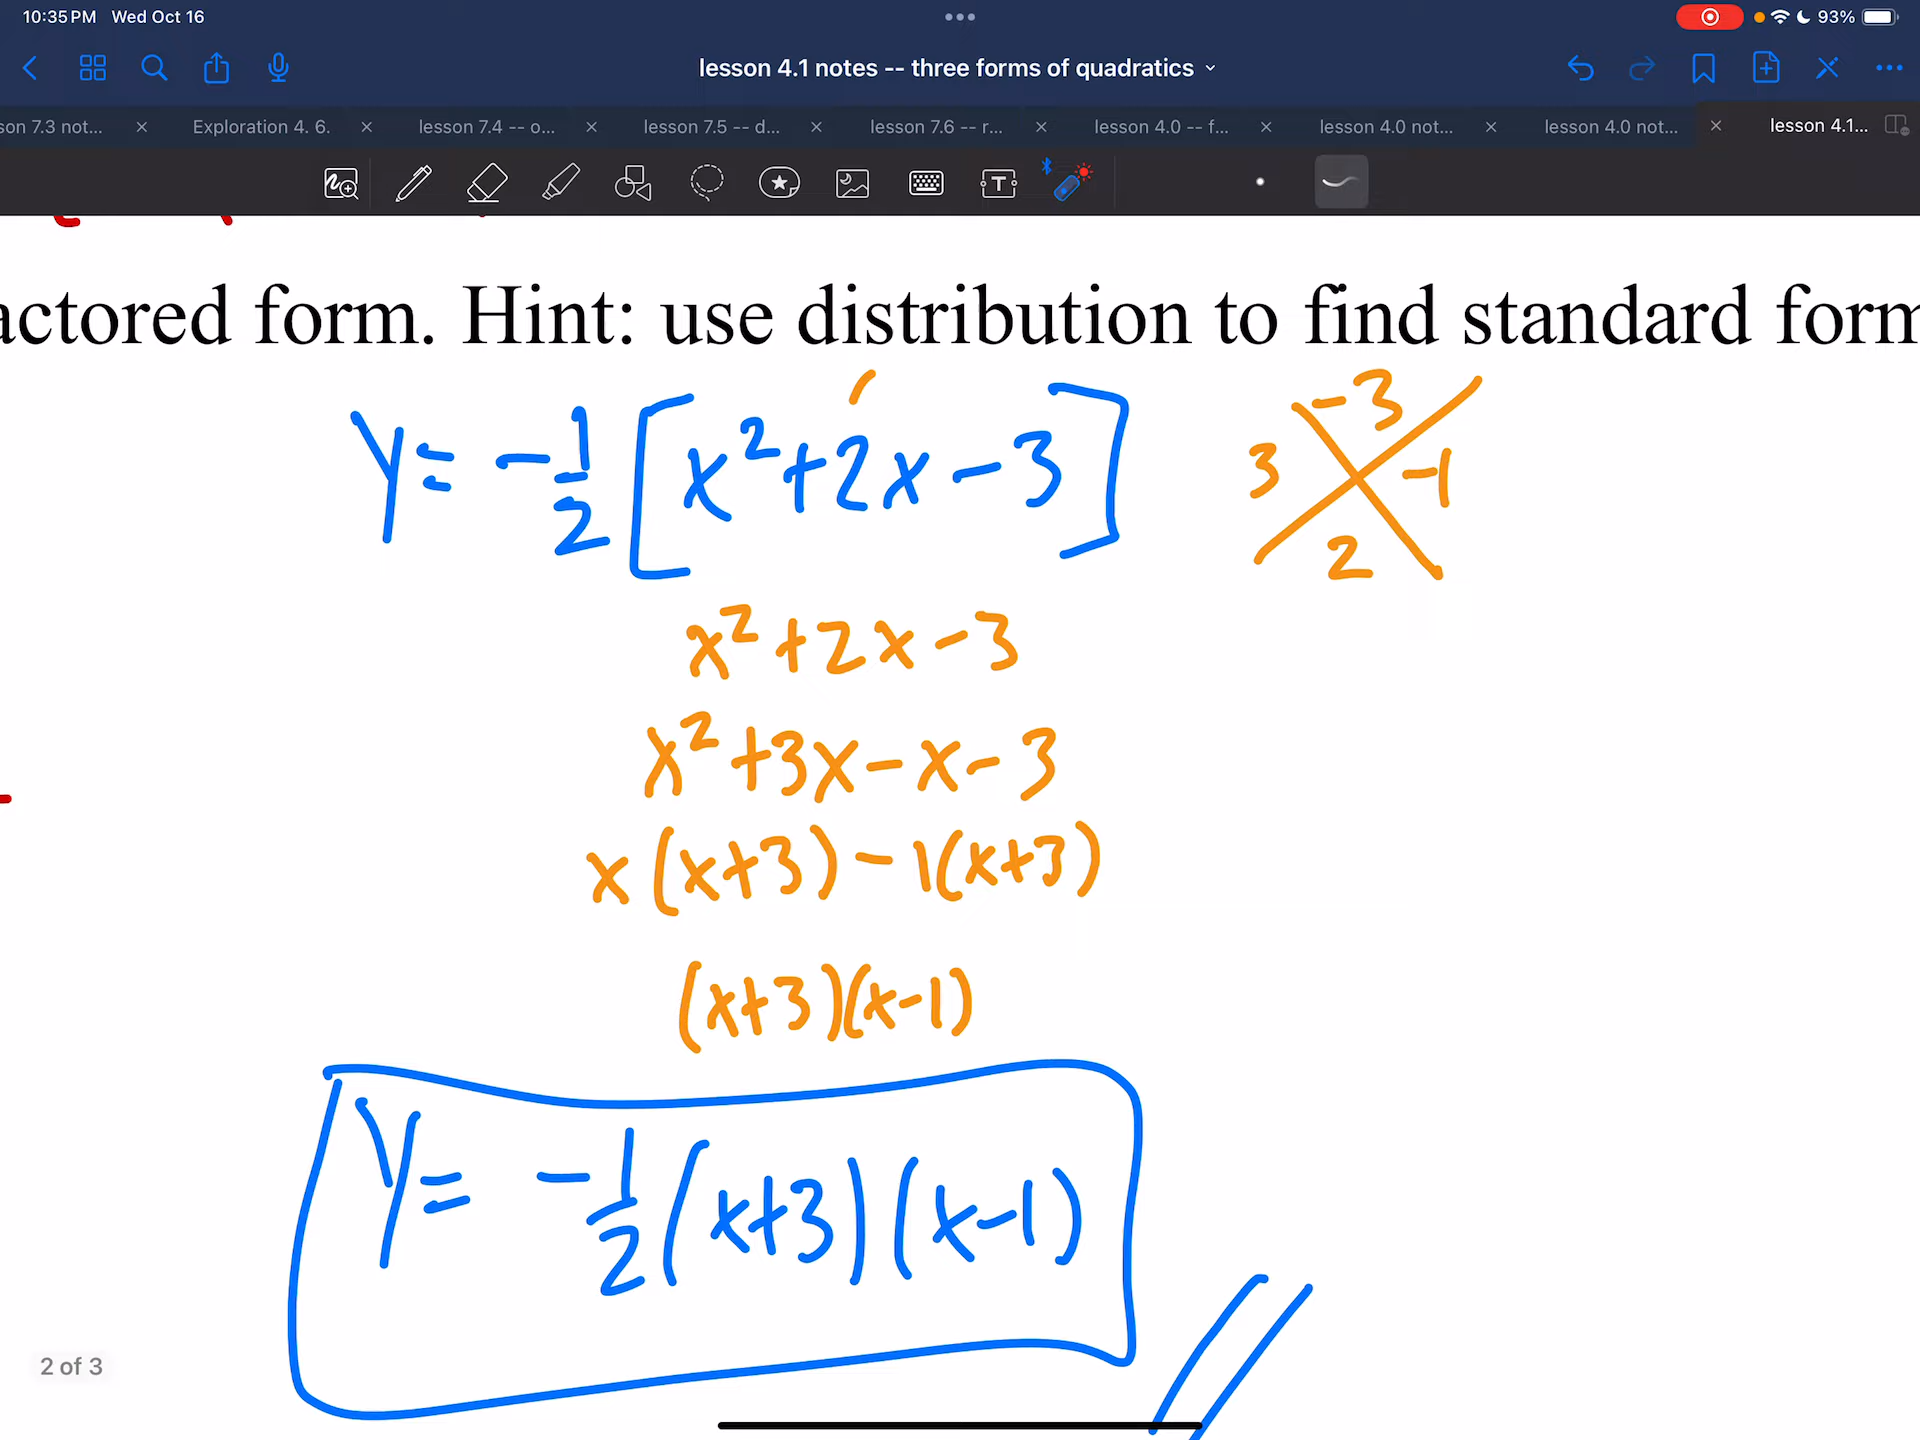 10:35 PM Wed Oct 16
93%
lesson 4.1 notes -- three forms of quadratics
son 7.3 not...
Exploration 4. 6.
lesson 7.4 -- o...
lesson 7.5 -- d...
lesson 7.6 -- r...
lesson 4.0 -- f...
lesson 4.0 not...
lesson 4.0 not...
lesson 4.1...
actored form. Hint: use distribution to find standard form
y = -1/2 [x² + 2x - 3]
-3
3 -1
2
x² + 2x - 3
x² + 3x - x - 3
x(x+3) - 1(x+3)
(x+3)(x-1)
y = -1/2 (x+3)(x-1)
2 of 3